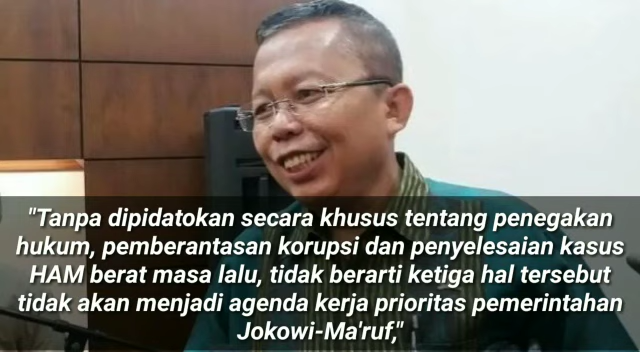 "Tanpa dipidatokan secara khusus tentang penegakan
hukum, pemberantasan korupsi dan penyelesaian kasus
HAM berat masa lalu, tidak berarti ketiga hal tersebut
tidak akan menjadi agenda kerja prioritas pemerintahan
Jokowi-Ma'ruf,"